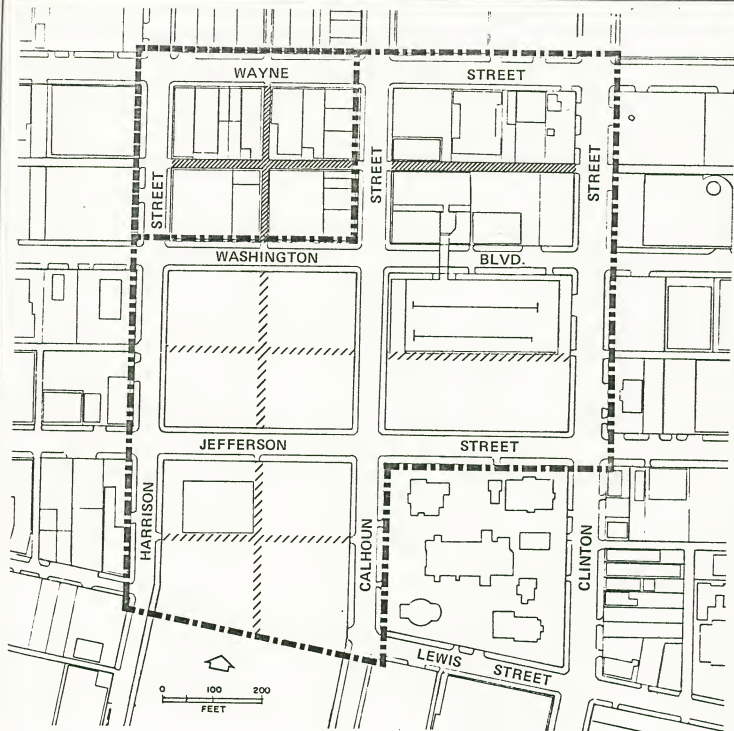 WAYNE STREET
STREET
STREET
STREET
WASHINGTON BLVD.
JEFFERSON STREET
HARRISON
CALHOUN
CLINTON
LEWIS STREET
0 100 200
FEET